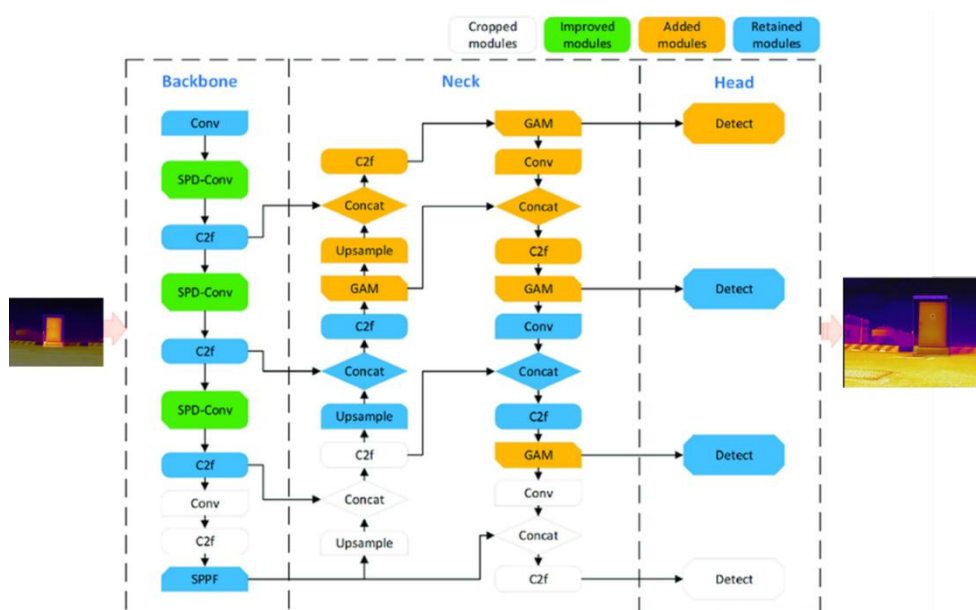 Cropped
modules
Improved
modules
Added
modules
Retained
modules
Backbone
Neck
Head
Conv
SPD-Conv
C2f
SPD-Conv
C2f
SPD-Conv
C2f
Conv
C2f
SPPF
C2f
Concat
Upsample
GAM
C2f
Concat
Upsample
C2f
Concat
Upsample
GAM
Conv
Concat
C2f
GAM
Conv
Concat
C2f
GAM
Conv
Concat
C2f
Detect
Detect
Detect
Detect